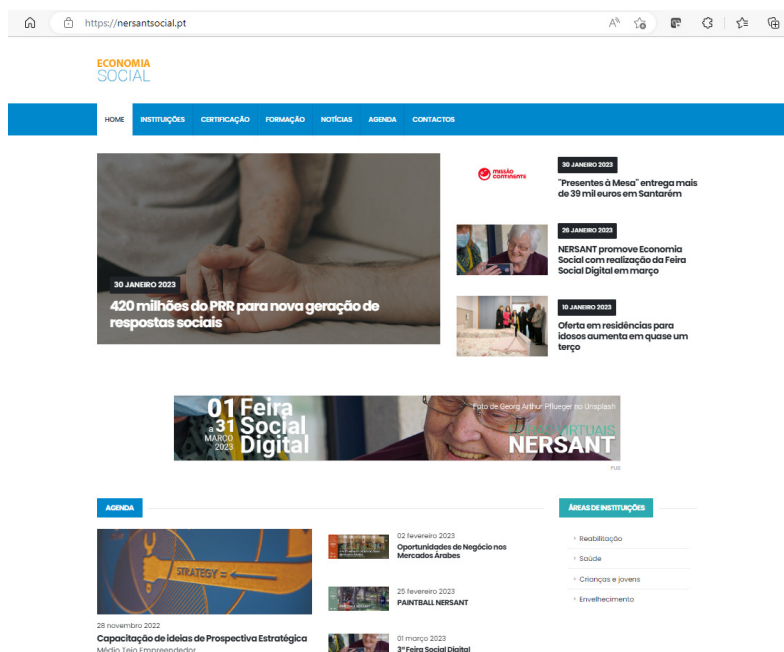 https://nersantsocial.pt
ECONOMIA
SOCIAL
HOME INSTITUIÇÕES CERTIFICAÇÃO FORMAÇÃO NOTÍCIAS AGENDA CONTACTOS
30 JANEIRO 2023
420 milhões do PRR para nova geração de
respostas sociais
missão
continente
30 JANEIRO 2023
"Presentes à Mesa" entrega mais
de 39 mil euros em Santarém
26 JANEIRO 2023
NERSANT promove Economia
Social com realização da Feira
Social Digital em março
10 JANEIRO 2023
Oferta em residências para
idosos aumenta em quase um
terço
01 a 31 MARÇO 2023
Feira
Social
Digital
Foto de Georg Arthur Pflueger no Unsplash
VIRTUAIS
NERSANT
PUB
AGENDA
STRATEGY =
28 novembro 2022
Capacitação de ideias de Prospectiva Estratégica
Médio Tejo Empreendedor
02 fevereiro 2023
Oportunidades de Negócio nos
Mercados Árabes
25 fevereiro 2023
PAINTBALL NERSANT
01 março 2023
3ª Feira Social Digital
ÁREAS DE INSTITUIÇÕES
Reabilitação
Saúde
Crianças e jovens
Envelhecimento